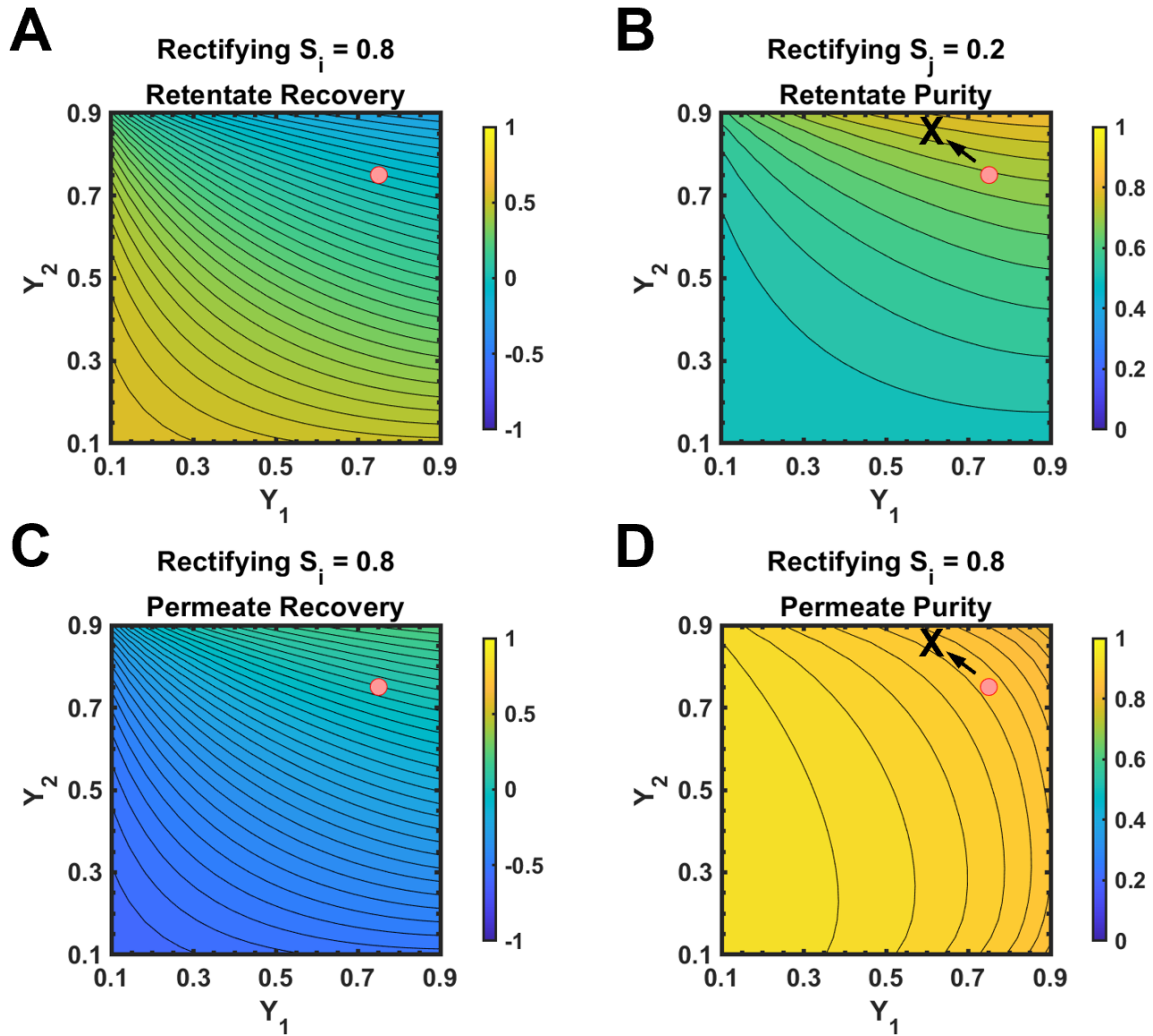 A
Rectifying S_i = 0.8
Retentate Recovery
0.9
0.7
0.5
0.3
0.1
Y_2
0.1 0.3 0.5 0.7 0.9
Y_1
1
0.5
0
-0.5
-1
B
Rectifying S_j = 0.2
Retentate Purity
X
0.9
0.7
0.5
0.3
0.1
Y_2
0.1 0.3 0.5 0.7 0.9
Y_1
1
0.8
0.6
0.4
0.2
0
C
Rectifying S_i = 0.8
Permeate Recovery
0.9
0.7
0.5
0.3
0.1
Y_2
0.1 0.3 0.5 0.7 0.9
Y_1
1
0.5
0
-0.5
-1
D
Rectifying S_i = 0.8
Permeate Purity
X
0.9
0.7
0.5
0.3
0.1
Y_2
0.1 0.3 0.5 0.7 0.9
Y_1
1
0.8
0.6
0.4
0.2
0